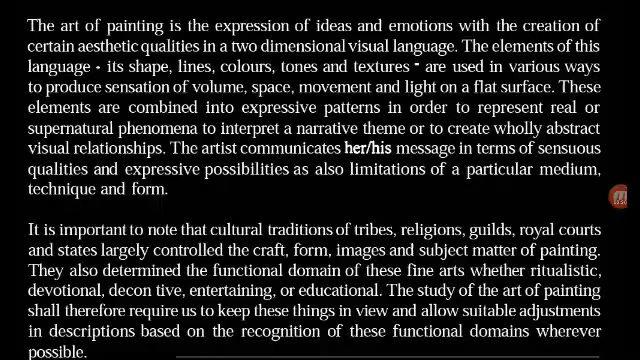 The art of painting is the expression of ideas and emotions with the creation of
certain aesthetic qualities in a two dimensional visual language. The elements of this
language - its shape, lines, colours, tones and textures - are used in various ways
to produce sensation of volume, space, movement and light on a flat surface. These
elements are combined into expressive patterns in order to represent real or
supernatural phenomena to interpret a narrative theme or to create wholly abstract
visual relationships. The artist communicates her/his message in terms of sensuous
qualities and expressive possibilities as also limitations of a particular medium,
technique and form.
It is important to note that cultural traditions of tribes, religions, guilds, royal courts
and states largely controlled the craft, form, images and subject matter of painting.
They also determined the functional domain of these fine arts whether ritualistic,
devotional, decon tive, entertaining, or educational. The study of the art of painting
shall therefore require us to keep these things in view and allow suitable adjustments
in descriptions based on the recognition of these functional domains wherever
possible.